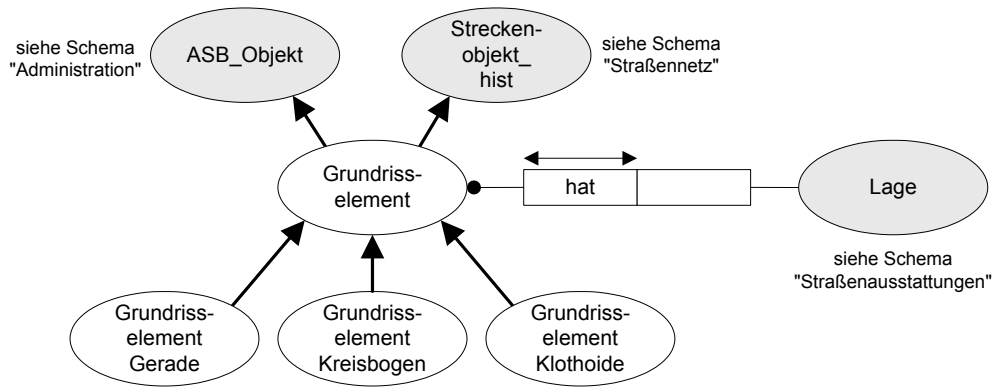 siehe Schema
"Administration"
ASB_Objekt
Strecken-
objekt_
hist
siehe Schema
"Straßennetz"
Grundriss-
element
hat
Lage
siehe Schema
"Straßenausstattungen"
Grundriss-
element
Gerade
Grundriss-
element
Kreisbogen
Grundriss-
element
Klothoide